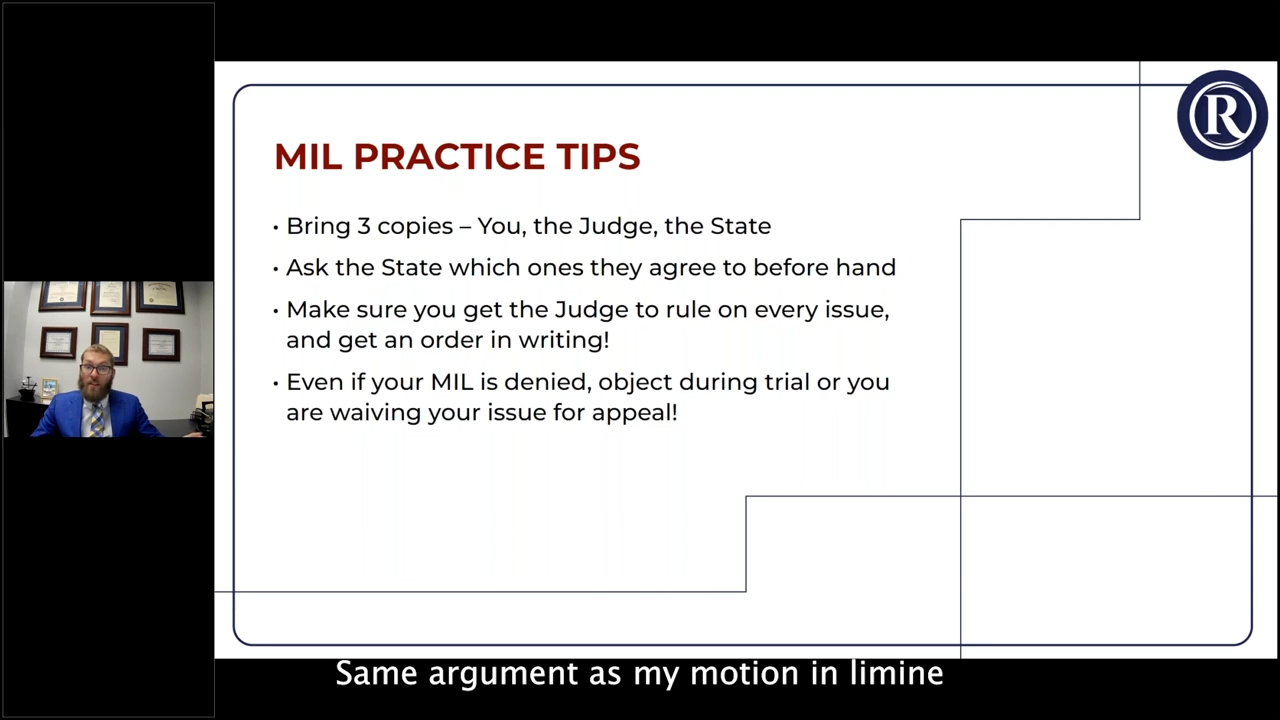 R
MIL PRACTICE TIPS
• Bring 3 copies – You, the Judge, the State
• Ask the State which ones they agree to before hand
• Make sure you get the Judge to rule on every issue,
and get an order in writing!
• Even if your MIL is denied, object during trial or you
are waiving your issue for appeal!
Same argument as my motion in limine